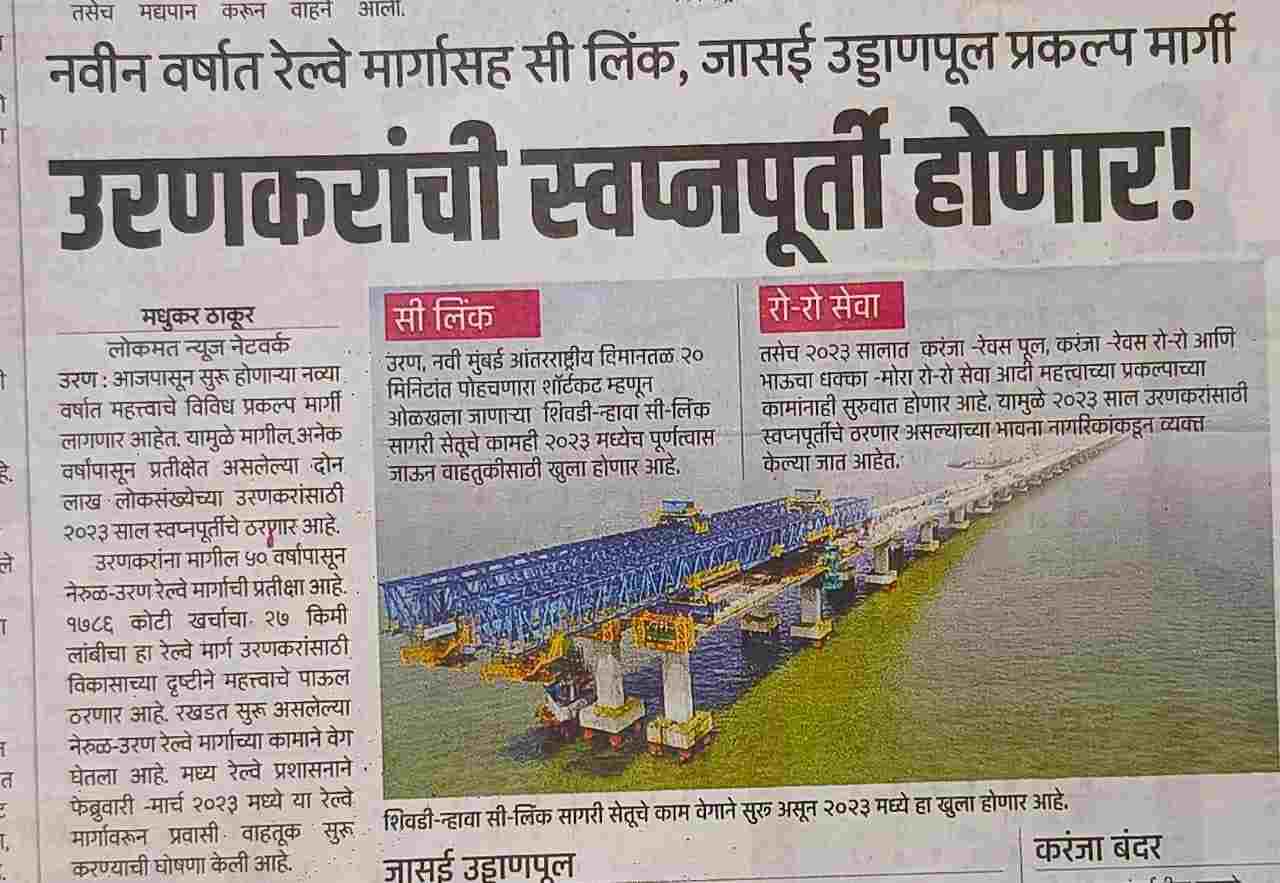 तसेच मद्यपान करून वाहने आली.
नवीन वर्षात रेल्वे मार्गासह सी लिंक, जासई उड्डाणपूल प्रकल्प मार्गी
उरणकरांची स्वप्नपूर्ती होणार!
मधुकर ठाकूर
लोकमत न्यूज नेटवर्क
उरण : आजपासून सुरू होणाऱ्या नव्या
वर्षात महत्त्वाचे विविध प्रकल्प मार्गी
लागणार आहेत. यामुळे मागील अनेक
वर्षांपासून प्रतीक्षेत असलेल्या दोन
लाख लोकसंख्येच्या उरणकरांसाठी
२०२३ साल स्वप्नपूर्तीचे ठरणार आहे.
उरणकरांना मागील ५० वर्षांपासून
नेरुळ-उरण रेल्वे मार्गाची प्रतीक्षा आहे.
१७८६ कोटी खर्चाचा २७ किमी
लांबीचा हा रेल्वे मार्ग उरणकरांसाठी
विकासाच्या दृष्टीने महत्त्वाचे पाऊल
ठरणार आहे. रखडत सुरू असलेल्या
नेरुळ-उरण रेल्वे मार्गाच्या कामाने वेग
घेतला आहे. मध्य रेल्वे प्रशासनाने
फेब्रुवारी -मार्च २०२३ मध्ये या रेल्वे
मार्गावरून प्रवासी वाहतूक सुरू
करण्याची घोषणा केली आहे.
सी लिंक
उरण, नवी मुंबई आंतरराष्ट्रीय विमानतळ २०
मिनिटांत पोहचणारा शॉर्टकट म्हणून
ओळखला जाणाऱ्या शिवडी-न्हावा सी-लिंक
सागरी सेतूचे कामही २०२३ मध्येच पूर्णत्वास
जाऊन वाहतुकीसाठी खुला होणार आहे.
रो-रो सेवा
तसेच २०२३ सालात करंजा -रेवस पूल, करंजा -रेवस रो-रो आणि
भाऊचा धक्का -मोरा रो-रो सेवा आदी महत्त्वाच्या प्रकल्पाच्या
कामांनाही सुरुवात होणार आहे. यामुळे २०२३ साल उरणकरांसाठी
स्वप्नपूर्तीचे ठरणार असल्याच्या भावना नागरिकांकडून व्यक्त
केल्या जात आहेत.
शिवडी-न्हावा सी-लिंक सागरी सेतूचे काम वेगाने सुरु असून २०२३ मध्ये हा खुला होणार आहे.
जासई उड्डाणपूल
करंजा बंदर